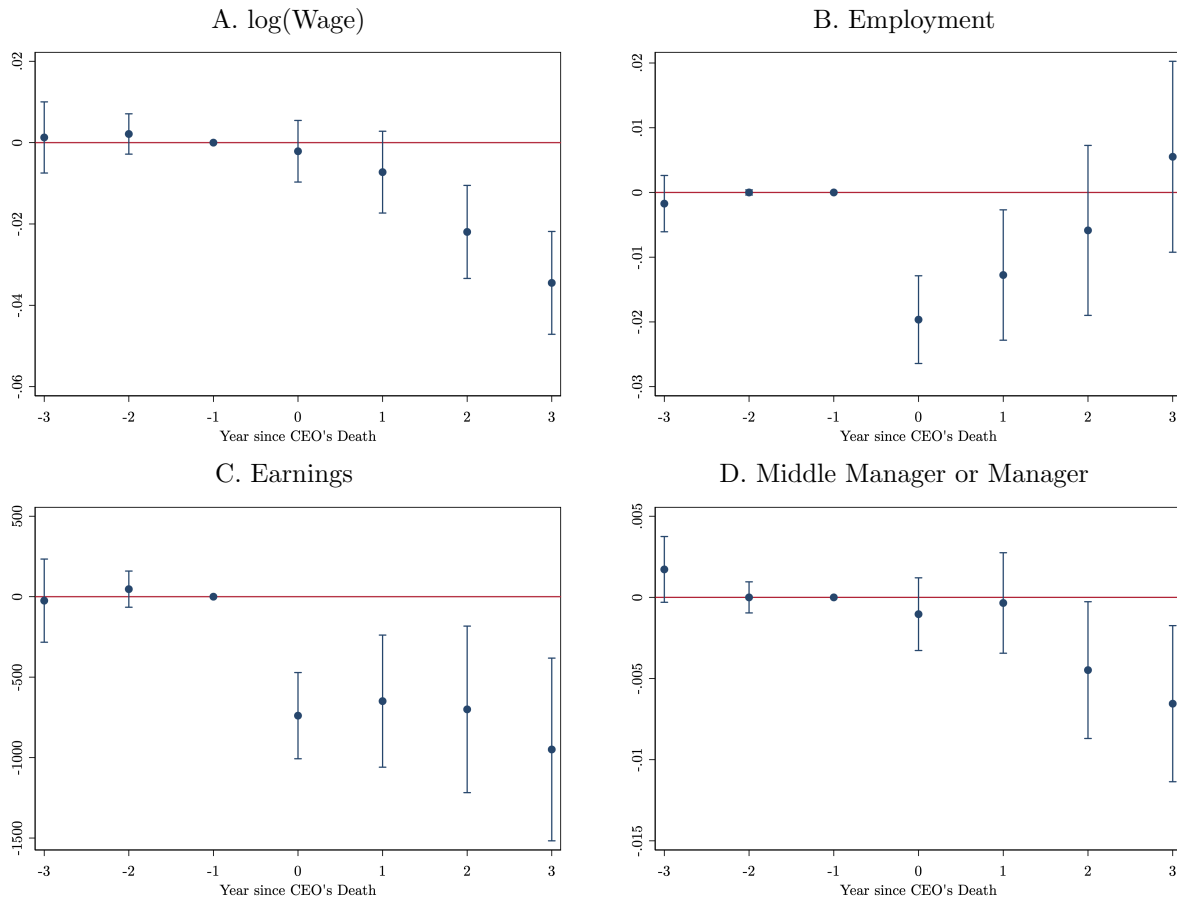 A. log(Wage)
.02
0
-.02
-.04
-.06
-3 -2 -1 0 1 2 3
Year since CEO's Death
B. Employment
.02
.01
0
-.01
-.02
-.03
-3 -2 -1 0 1 2 3
Year since CEO's Death
C. Earnings
500
0
-500
-1000
-1500
-3 -2 -1 0 1 2 3
Year since CEO's Death
D. Middle Manager or Manager
.005
0
-.005
-.01
-.015
-3 -2 -1 0 1 2 3
Year since CEO's Death